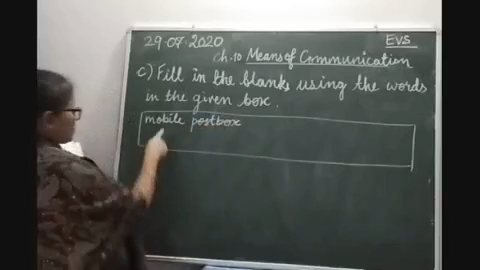 29.07.2020
EVS
Ch.10 Means of Communication
C) Fill in the blanks using the words
in the given box.
mobile postbox